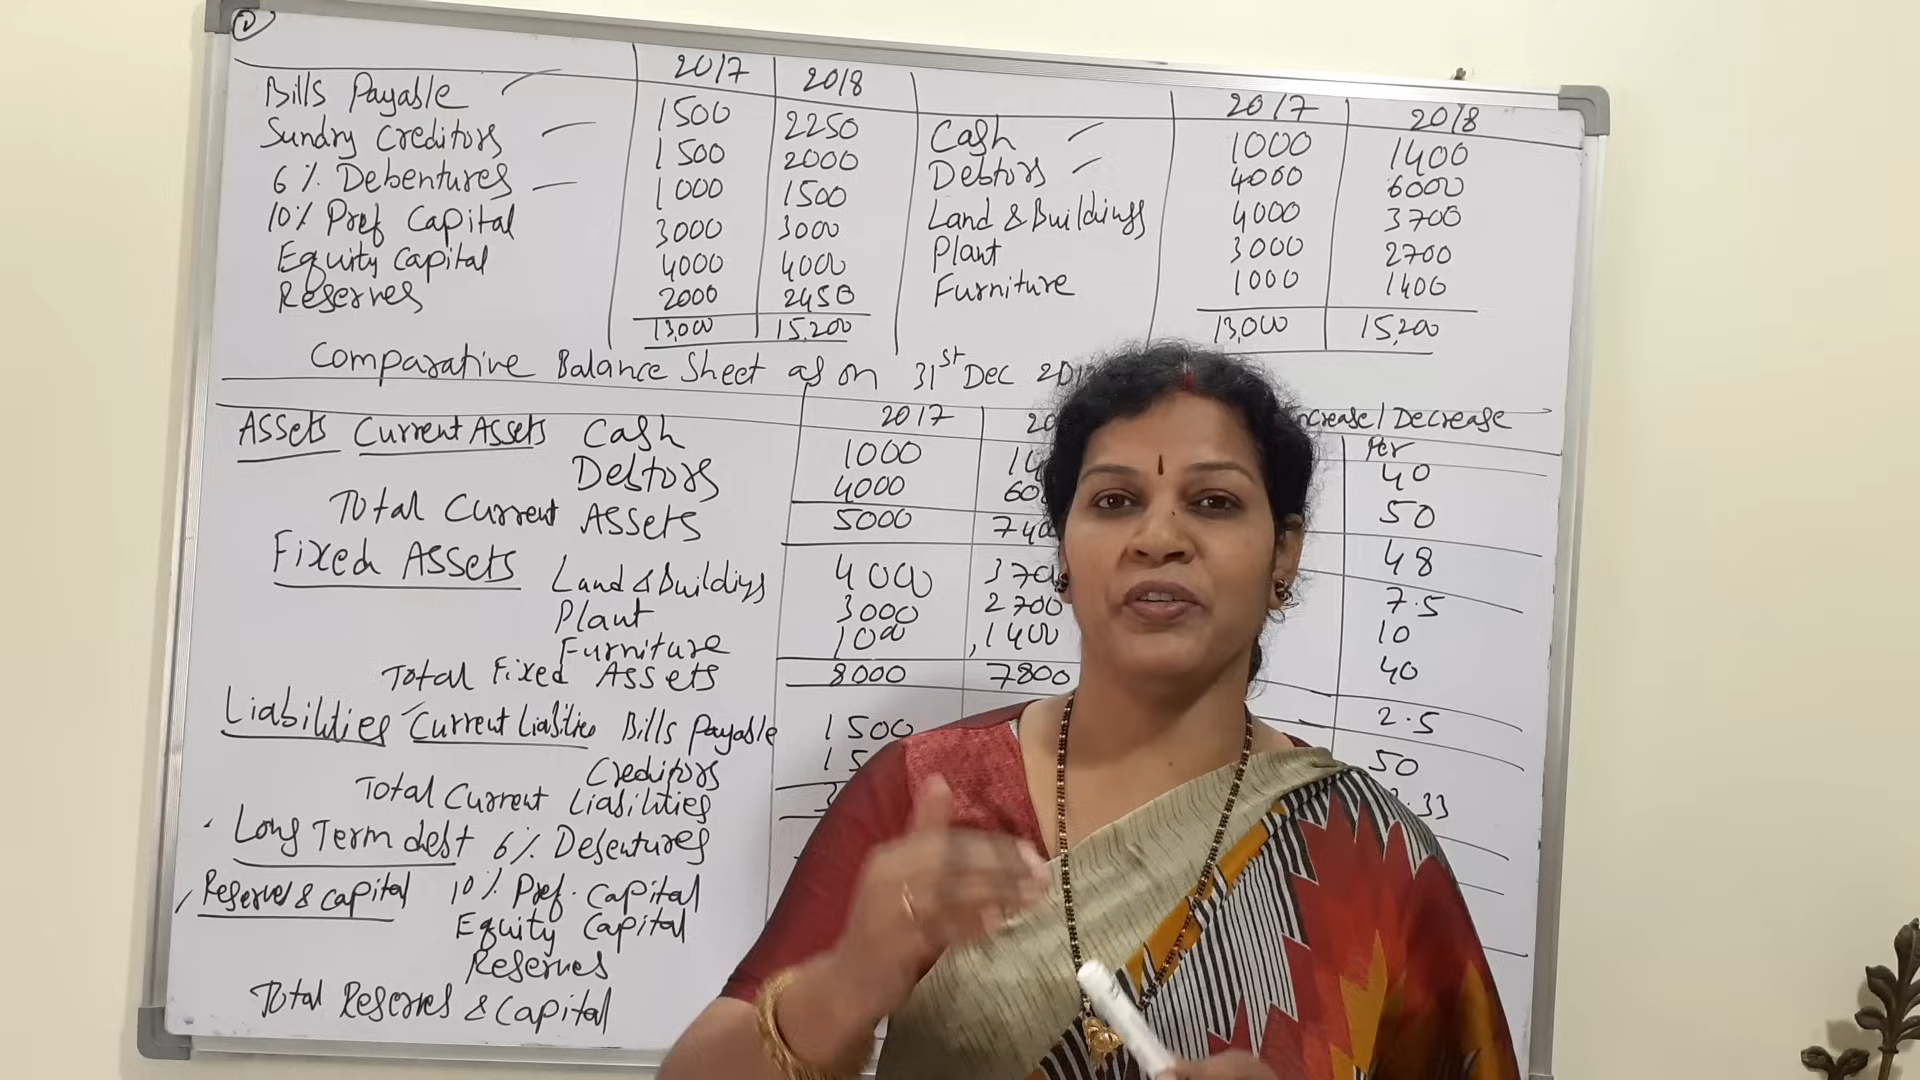 2017 2018 2017 2018
Bills Payable 1500 2250 Cash 1000 1400
Sundry Creditors 1500 2000 Debtors 4000 6000
6% Debentures 1000 1500 Land & Buildings 4000 3700
10% Pref Capital 3000 3000 Plant 3000 2700
Equity Capital 4000 4000 Furniture 1000 1400
Reserves 2000 2450
13,000 15,200 13,000 15,200
Comparative Balance Sheet as on 31st Dec
2017 Decrease
Per
Assets Current Assets Cash 1000 40
Debtors 4000 50
Total Current Assets 5000 48
Fixed Assets Land & Buildings 4000 7.5
Plant 3000 2700 10
Furniture 1000 1400 40
Total Fixed Assets 8000 7800 2.5
Liabilities Current Liabilities Bills Payable 1500 50
Creditors
Total Current Liabilities
Long Term debt 6% Debentures
Reserves & Capital 10% Pref. Capital
Equity Capital
Reserves
Total Reserves & Capital